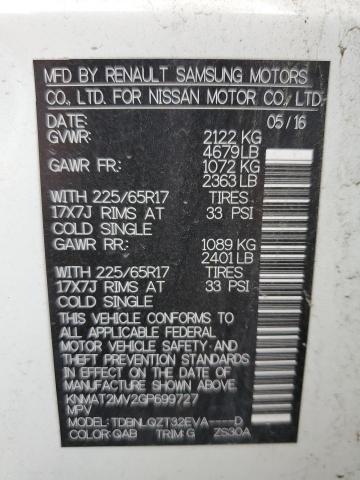 MFD BY RENAULT SAMSUNG MOTORS
CO., LTD. FOR NISSAN MOTOR CO., LTD.
DATE: 05/16
GVWR: 2122 KG
4679 LB
GAWR FR: 1072 KG
2363 LB
WITH 225/65R17 TIRES
17X7J RIMS AT 33 PSI
COLD SINGLE
GAWR RR: 1089 KG
2401 LB
WITH 225/65R17 TIRES
17X7J RIMS AT 33 PSI
COLD SINGLE
THIS VEHICLE CONFORMS TO
ALL APPLICABLE FEDERAL
MOTOR VEHICLE SAFETY AND
THEFT PREVENTION STANDARDS
IN EFFECT ON THE DATE OF
MANUFACTURE SHOWN ABOVE.
KNMAT2MV2GP699727
MPV
MODEL:TDBNLQZT32EVA----D
COLOR:QAB TRIM:G ZS30A